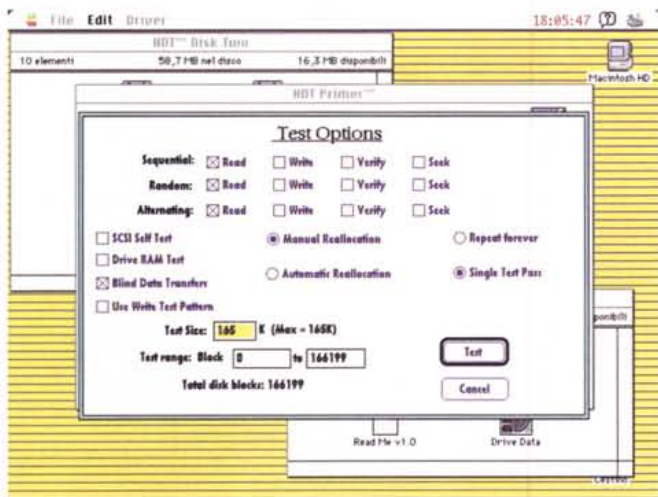 File Edit Driver 18:05:47
HDT™ Disk Two
10 elementi 58,7 MB nel disco 16,3 MB disponibili
Macintosh HD
HDT Primer™
Test Options
Sequential: Read Write Verify Seek
Random: Read Write Verify Seek
Alternating: Read Write Verify Seek
SCSI Self Test Manual Reallocation Repeat forever
Drive RAM Test
Blind Data Transfers Automatic Reallocation Single Test Pass
Use Write Test Pattern
Test Size: 165 K (Max = 165K)
Test range: Block 0 to 166199
Total disk blocks: 166199
Test
Cancel
ponibili
Read Me v1.0 Drive Data
Cestino